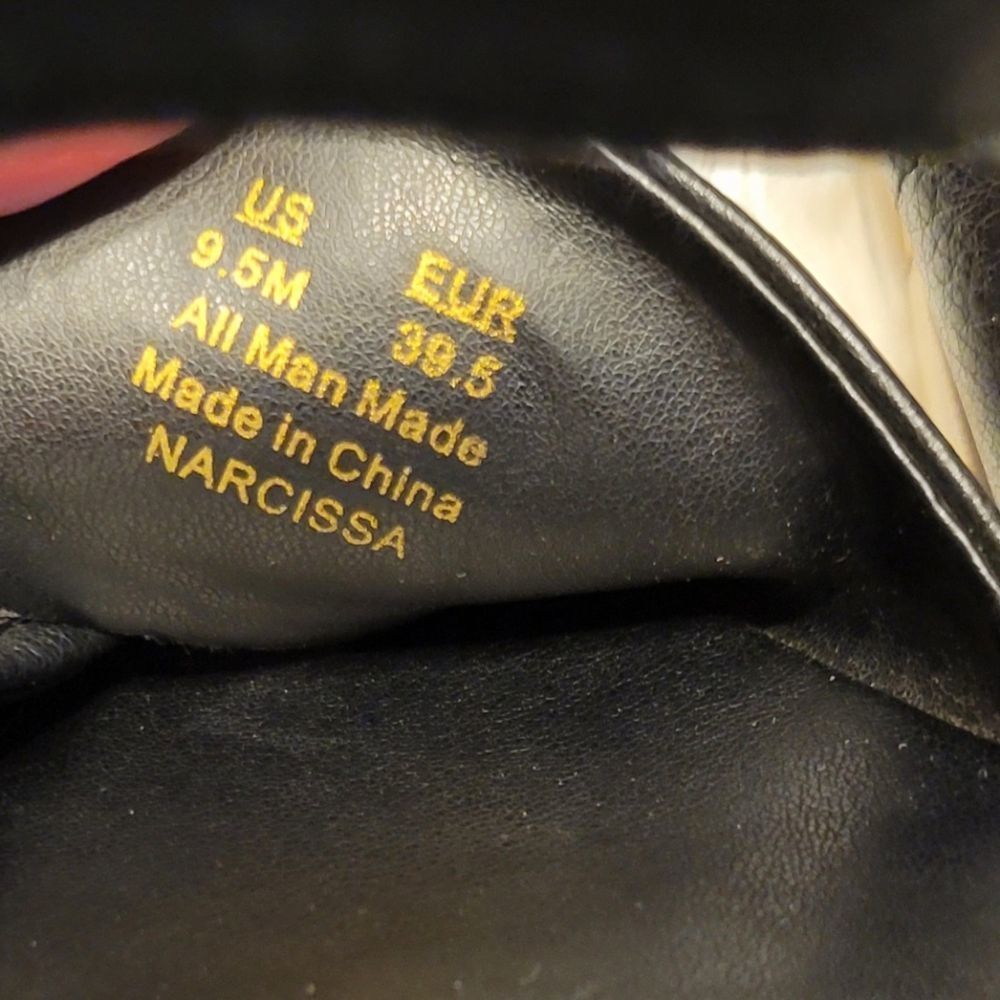 US EUR
9.5M 39.5
All Man Made
Made in China
NARCISSA